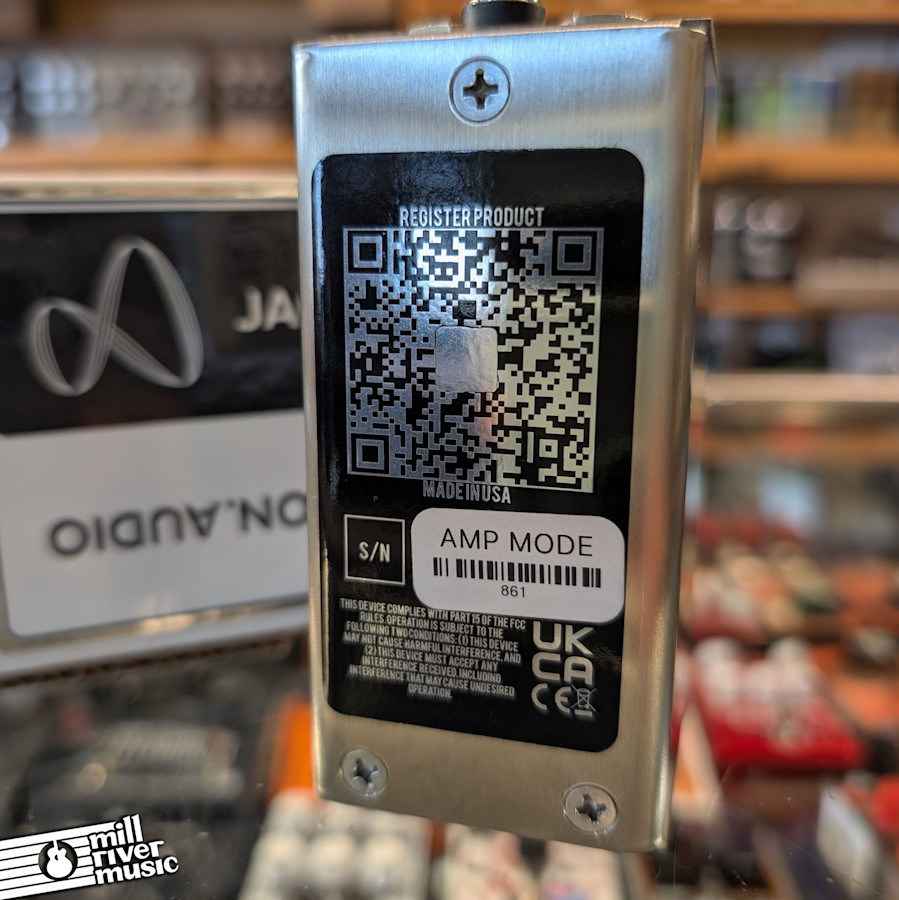 REGISTER PRODUCT
MADE IN USA
S/N
AMP MODE
861
THIS DEVICE COMPLIES WITH PART 15 OF THE FCC
RULES. OPERATION IS SUBJECT TO THE
FOLLOWING TWO CONDITIONS: (1) THIS DEVICE
MAY NOT CAUSE HARMFUL INTERFERENCE, AND
(2) THIS DEVICE MUST ACCEPT ANY
INTERFERENCE RECEIVED, INCLUDING
INTERFERENCE THAT MAY CAUSE UNDESIRED
OPERATION.
UK
CA
CE
JA
ON.AUDIO
mill
river
music